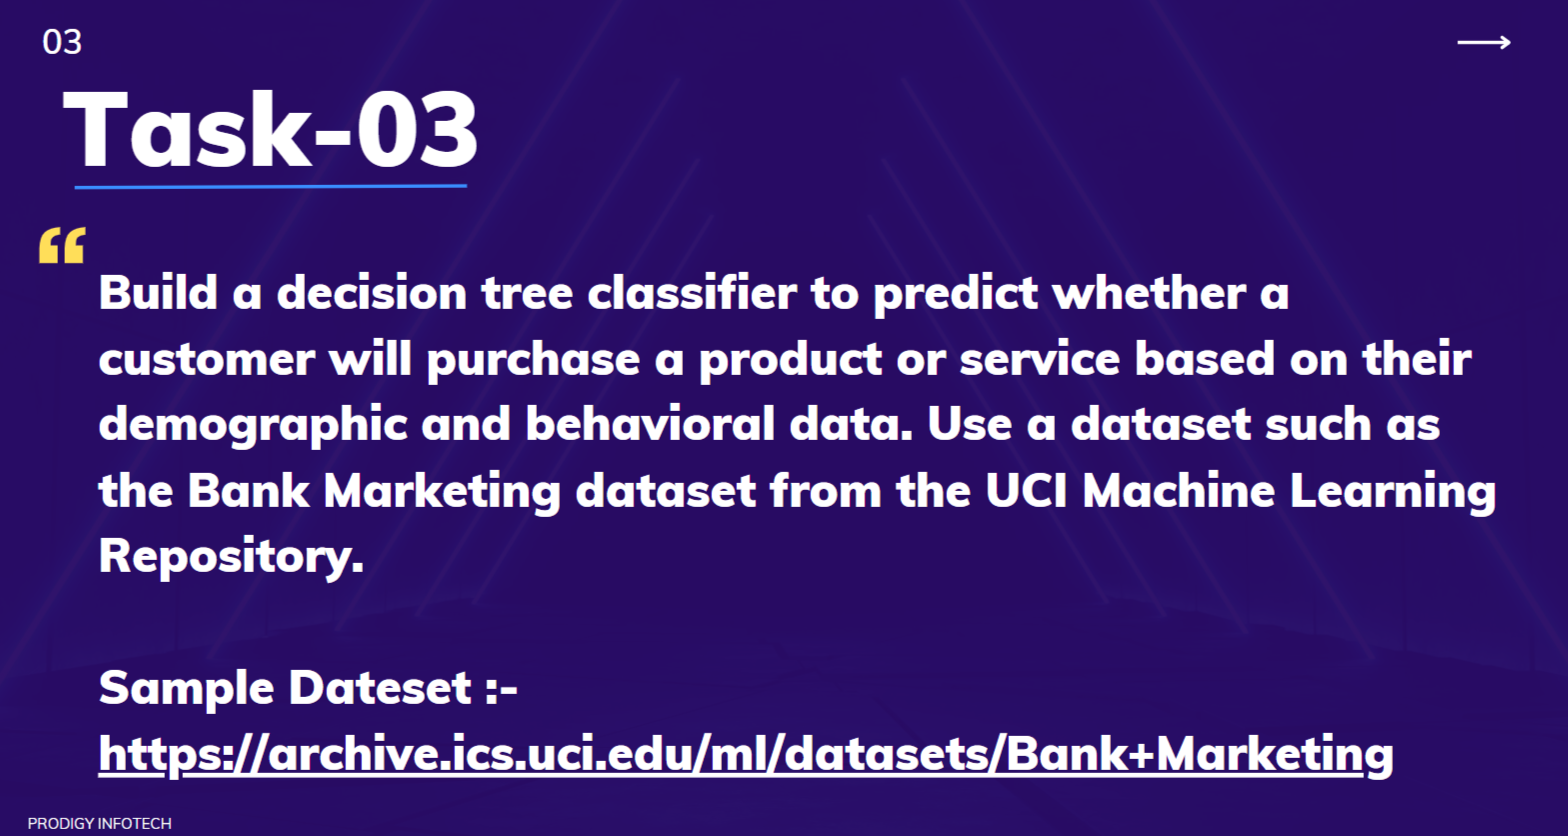 03
Task-03
“
Build a decision tree classifier to predict whether a
customer will purchase a product or service based on their
demographic and behavioral data. Use a dataset such as
the Bank Marketing dataset from the UCI Machine Learning
Repository.
Sample Dateset :-
https://archive.ics.uci.edu/ml/datasets/Bank+Marketing
PRODIGY INFOTECH